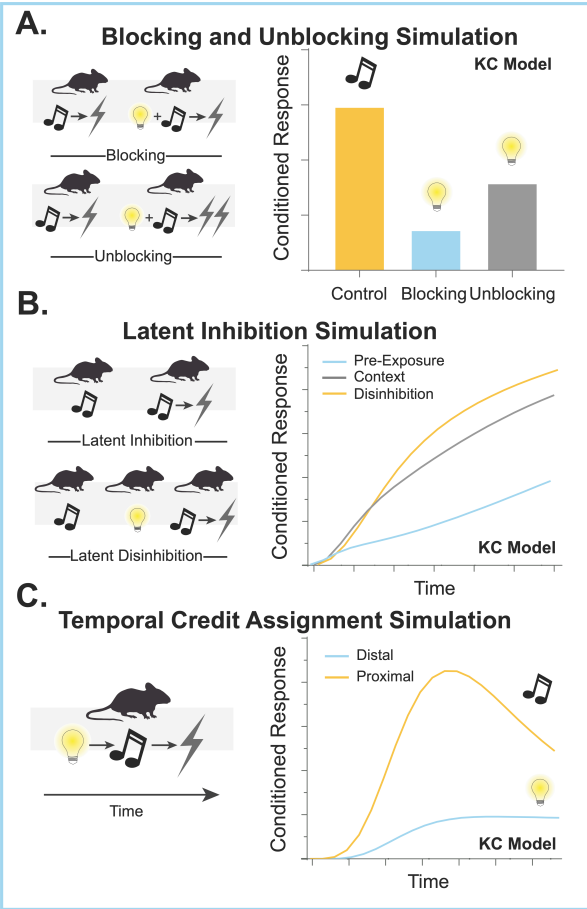 A.
Blocking and Unblocking Simulation
+
Blocking
+
Unblocking
KC Model
Conditioned Response
Control Blocking Unblocking
B.
Latent Inhibition Simulation
Latent Inhibition
Latent Disinhibition
Pre-Exposure
Context
Disinhibition
Conditioned Response
KC Model
Time
C.
Temporal Credit Assignment Simulation
Time
Distal
Proximal
Conditioned Response
KC Model
Time